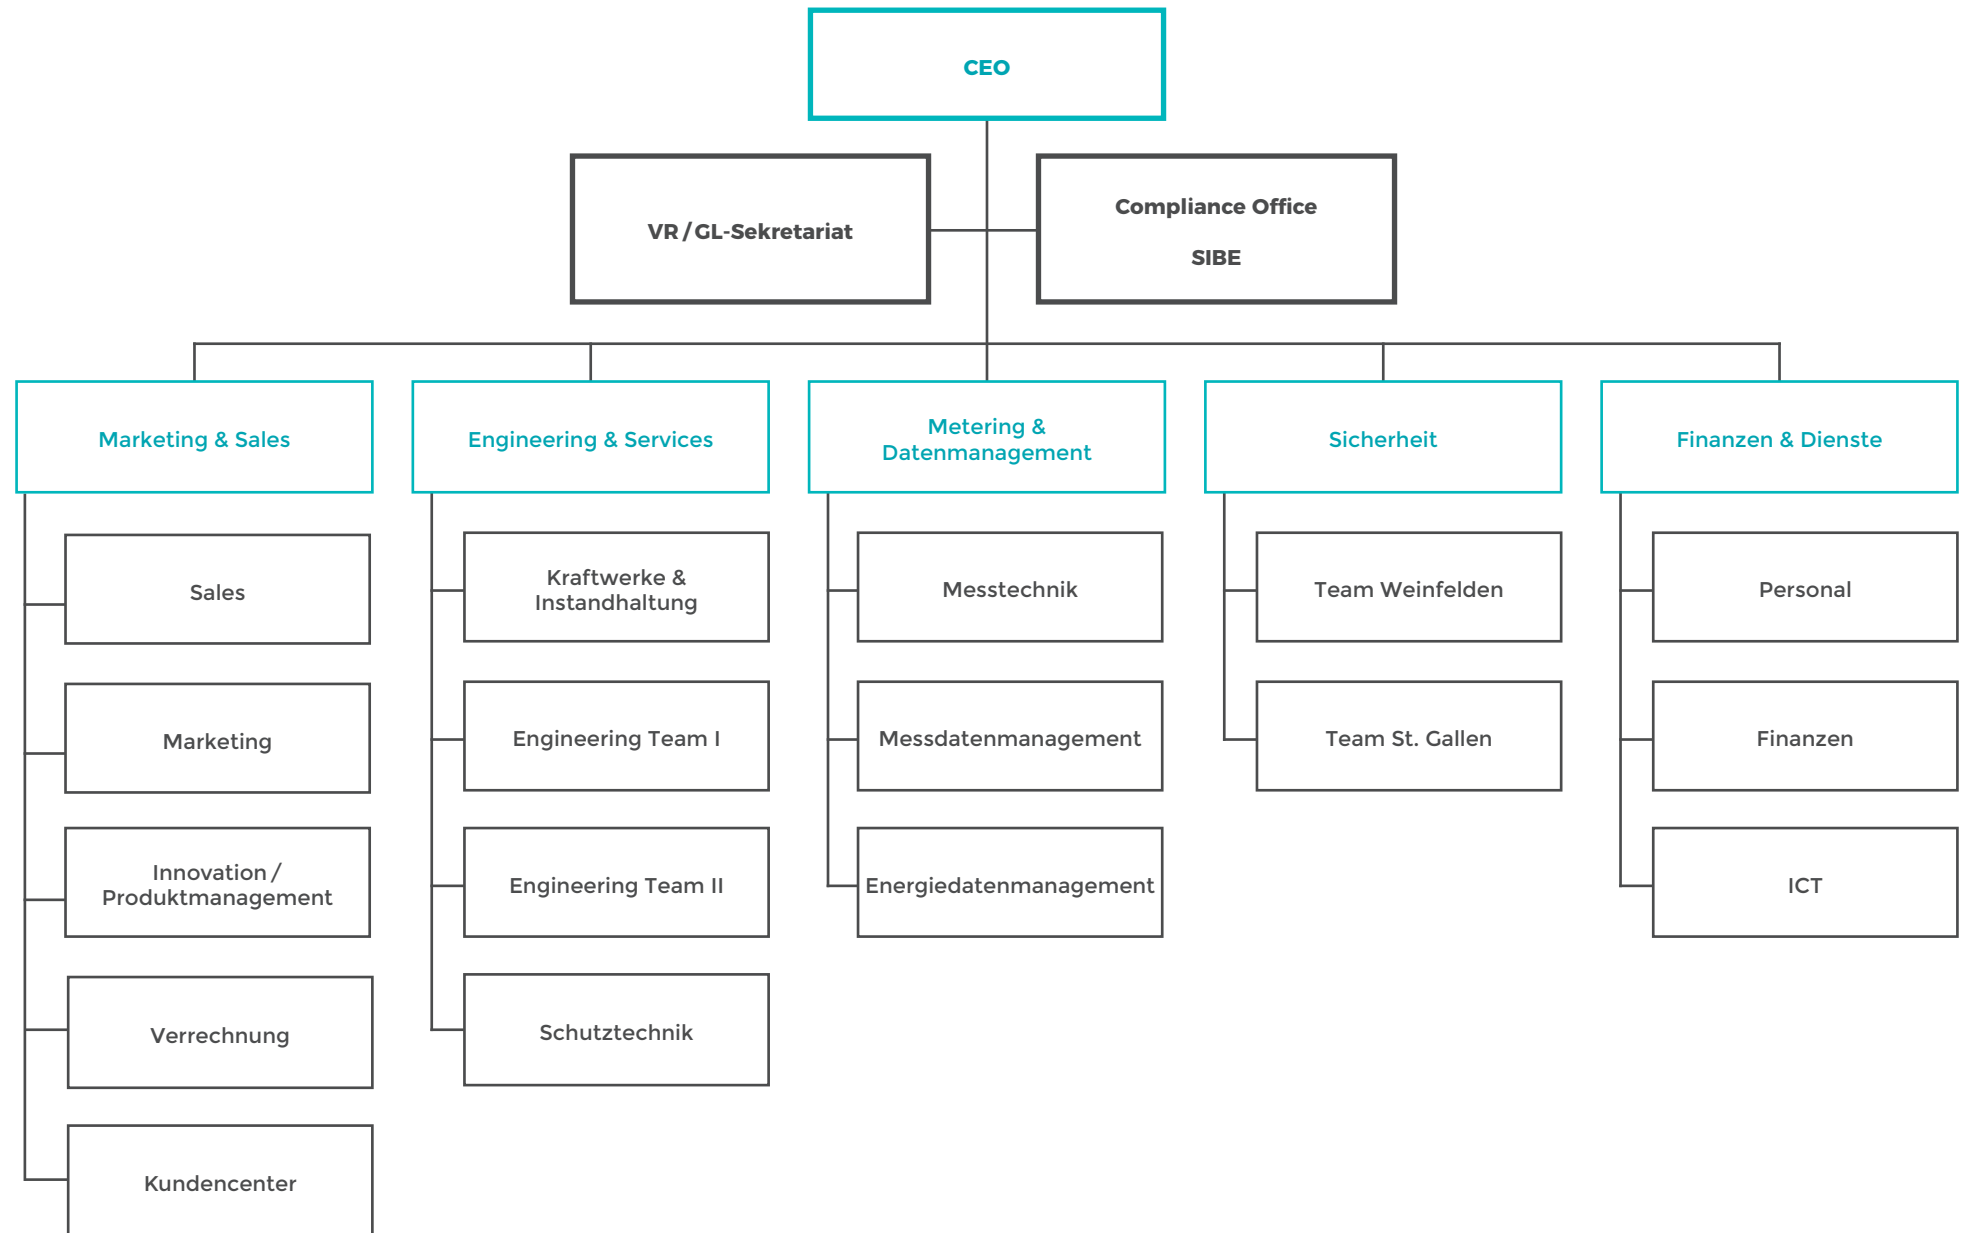 CEO
VR / GL-Sekretariat
Compliance Office
SIBE
Marketing & Sales
Engineering & Services
Metering &
Datenmanagement
Sicherheit
Finanzen & Dienste
Sales
Marketing
Innovation /
Produktmanagement
Verrechnung
Kundencenter
Kraftwerke &
Instandhaltung
Engineering Team I
Engineering Team II
Schutztechnik
Messtechnik
Messdatenmanagement
Energiedatenmanagement
Team Weinfelden
Team St. Gallen
Personal
Finanzen
ICT